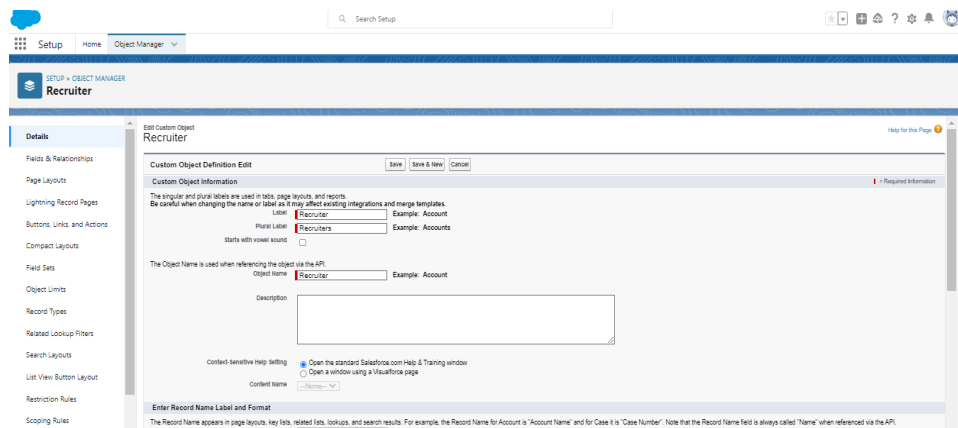 Search Setup
Setup Home Object Manager
SETUP > OBJECT MANAGER
Recruiter
Details
Fields & Relationships
Page Layouts
Lightning Record Pages
Buttons, Links, and Actions
Compact Layouts
Field Sets
Object Limits
Record Types
Related Lookup Filters
Search Layouts
List View Button Layout
Restriction Rules
Scoping Rules
Edit Custom Object
Recruiter
Help for this Page
Custom Object Definition Edit Save Save & New Cancel
Custom Object Information = Required Information
The singular and plural labels are used in tabs, page layouts, and reports.
Be careful when changing the name or label as it may affect existing integrations and merge templates.
Label Recruiter Example: Account
Plural Label Recruiters Example: Accounts
Starts with vowel sound
The Object Name is used when referencing the object via the API.
Object Name Recruiter Example: Account
Description
Context-Sensitive Help Setting Open the standard Salesforce.com Help & Training window
Open a window using a Visualforce page
Content Name --None--
Enter Record Name Label and Format
The Record Name appears in page layouts, key lists, related lists, lookups, and search results. For example, the Record Name for Account is "Account Name" and for Case it is "Case Number". Note that the Record Name field is always called "Name" when referenced via the API.